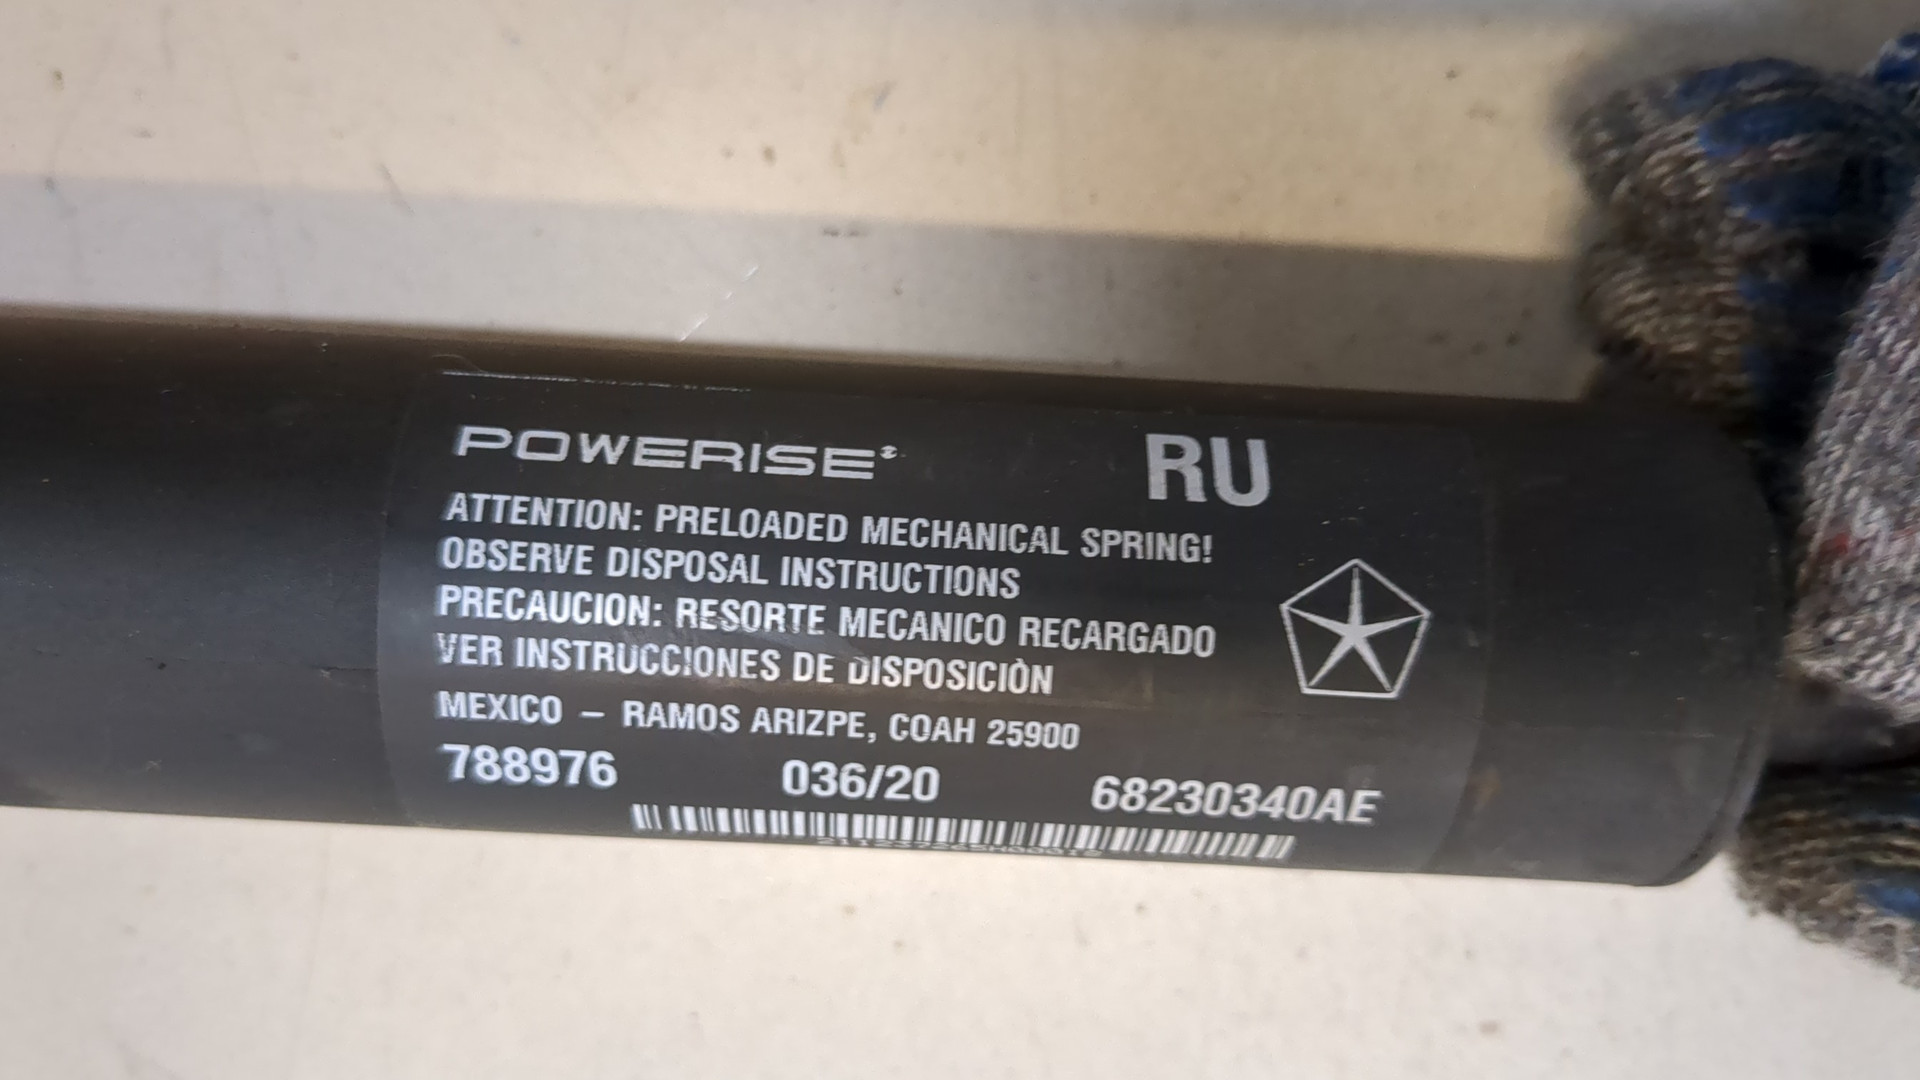 POWERISE
RU
ATTENTION: PRELOADED MECHANICAL SPRING!
OBSERVE DISPOSAL INSTRUCTIONS
PRECAUCION: RESORTE MECANICO RECARGADO
VER INSTRUCCIONES DE DISPOSICIÒN
MEXICO – RAMOS ARIZPE, COAH 25900
788976 036/20 68230340AE